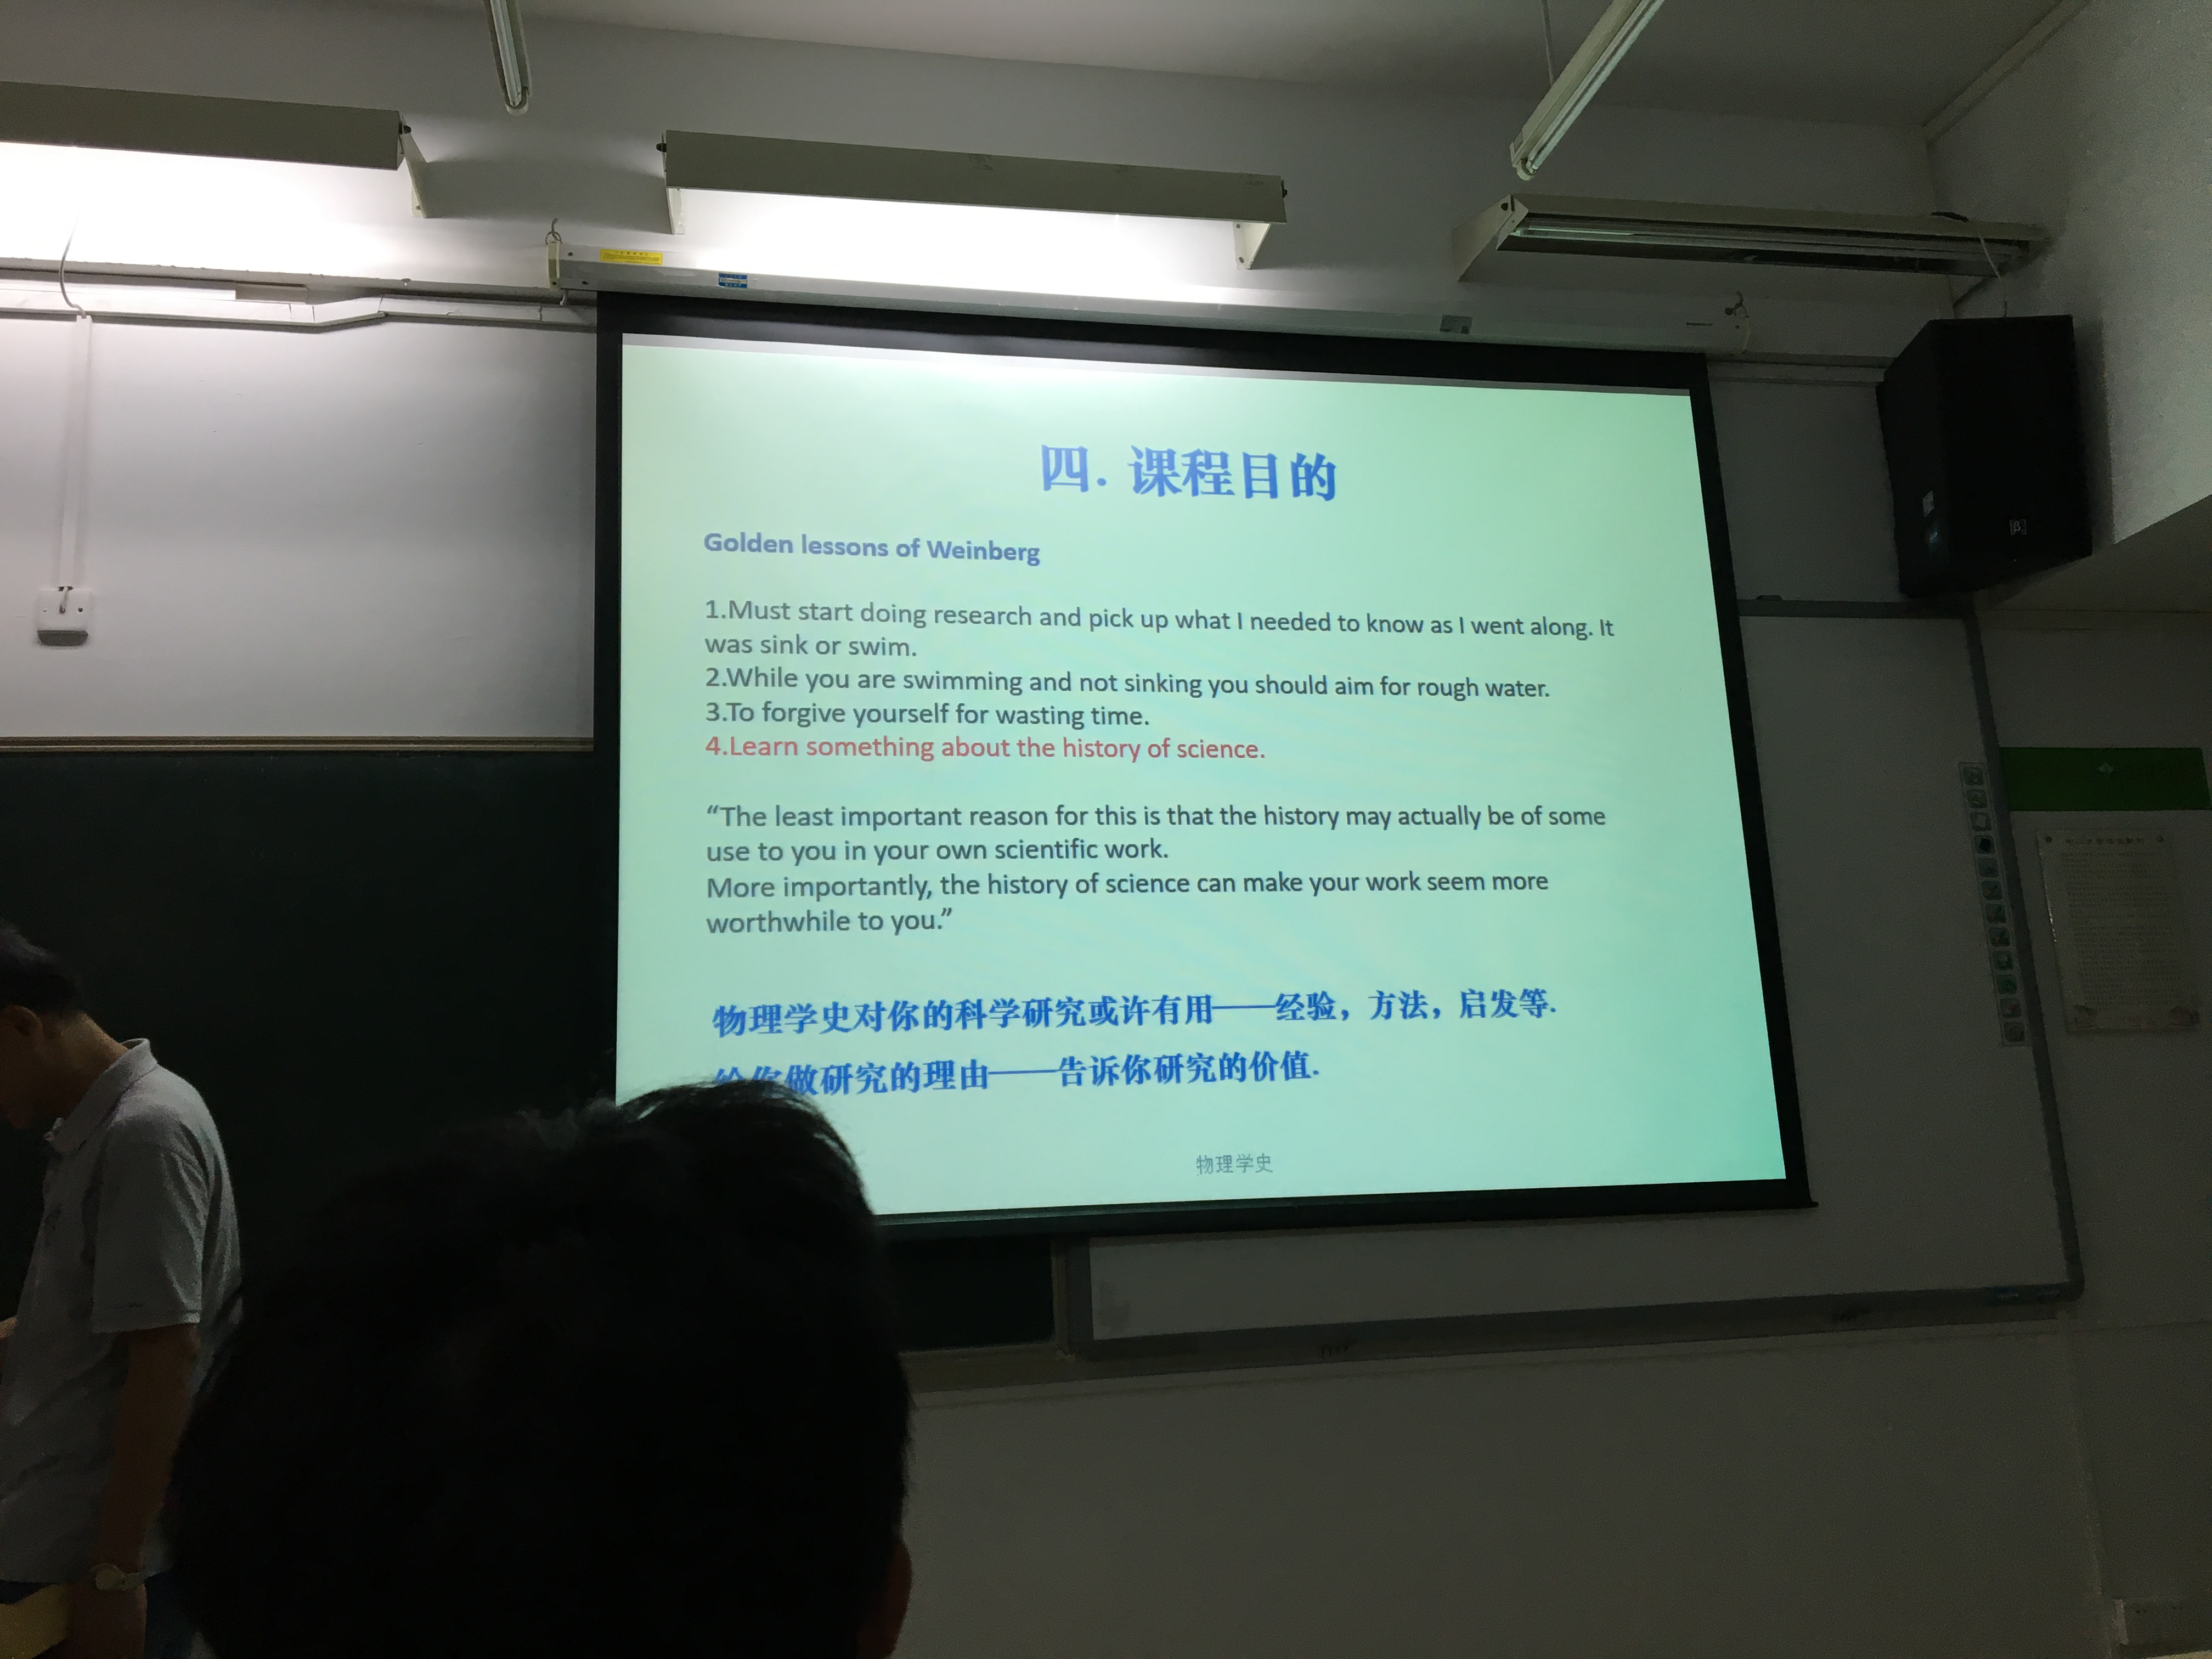 四. 课程目的
Golden lessons of Weinberg
1.Must start doing research and pick up what I needed to know as I went along. It
was sink or swim.
2.While you are swimming and not sinking you should aim for rough water.
3.To forgive yourself for wasting time.
4.Learn something about the history of science.
“The least important reason for this is that the history may actually be of some
use to you in your own scientific work.
More importantly, the history of science can make your work seem more
worthwhile to you.”
物理学史对你的科学研究或许有用——经验，方法，启发等.
给你做研究的理由——告诉你研究的价值.
物理学史
[β]